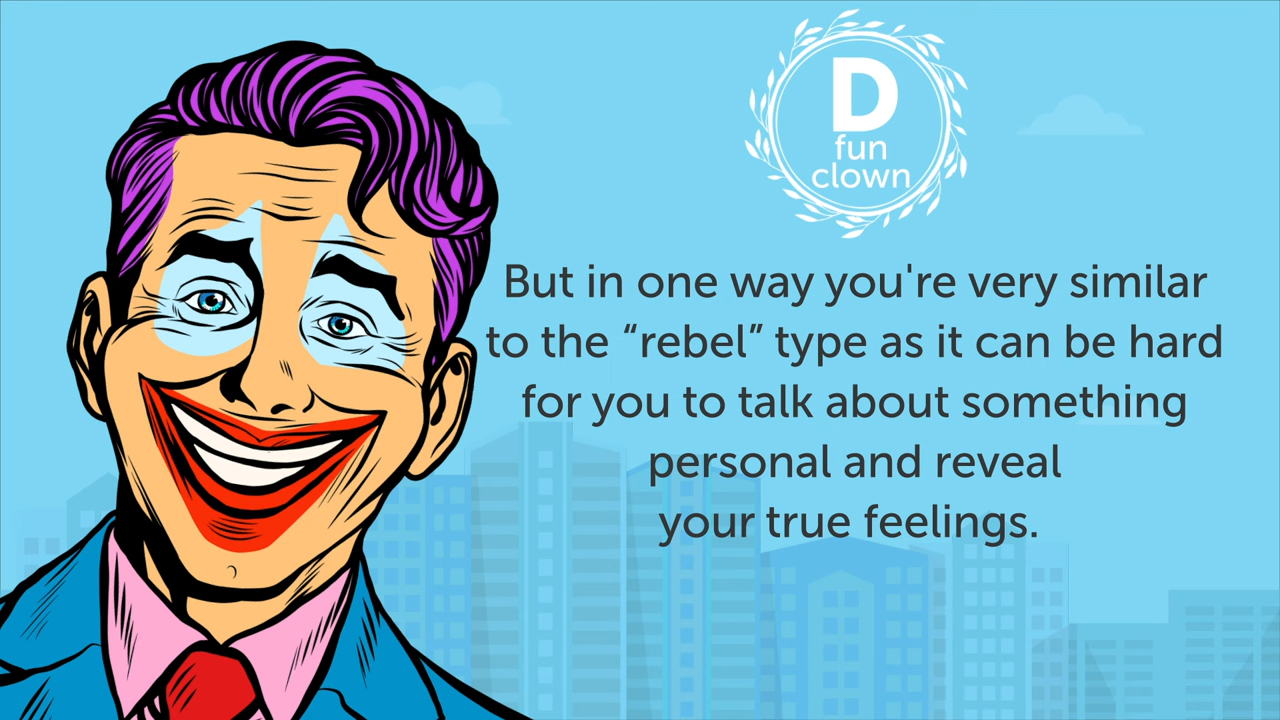 D
fun
clown
But in one way you're very similar
to the “rebel” type as it can be hard
for you to talk about something
personal and reveal
your true feelings.